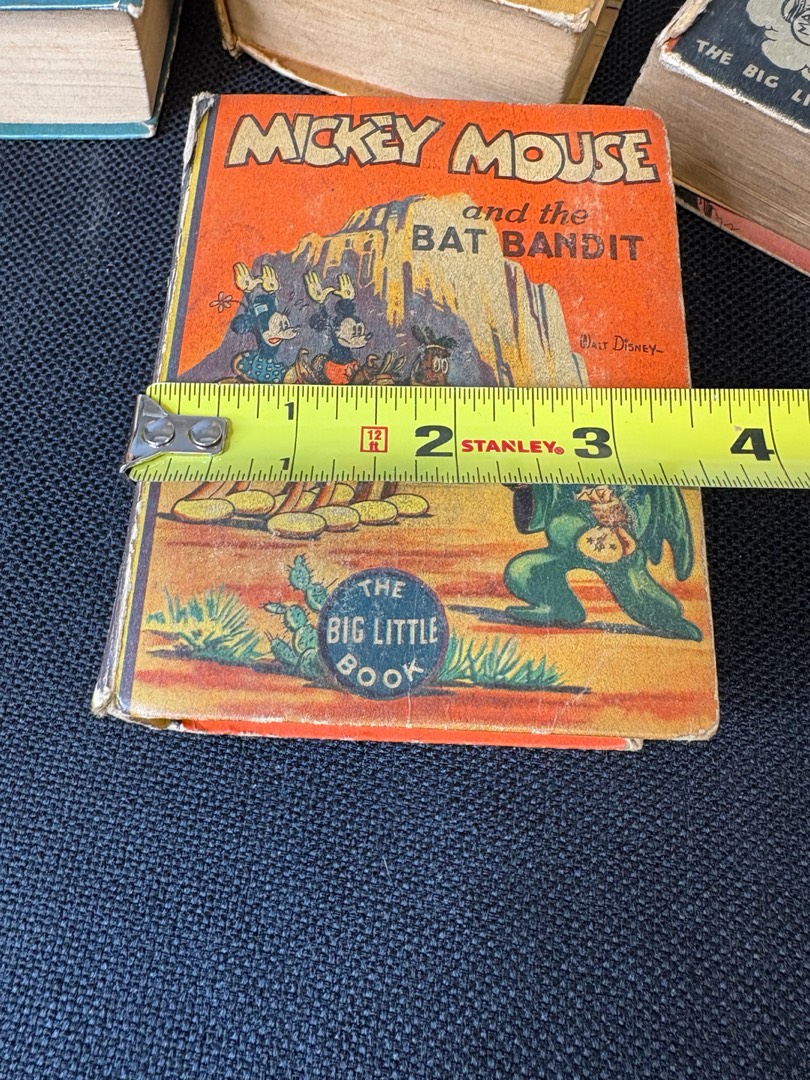 THE BIG LI
MICKEY MOUSE
and the
BAT BANDIT
WALT DISNEY
1
12
ft
2 STANLEY® 3 4
1
THE
BIG LITTLE
BOOK